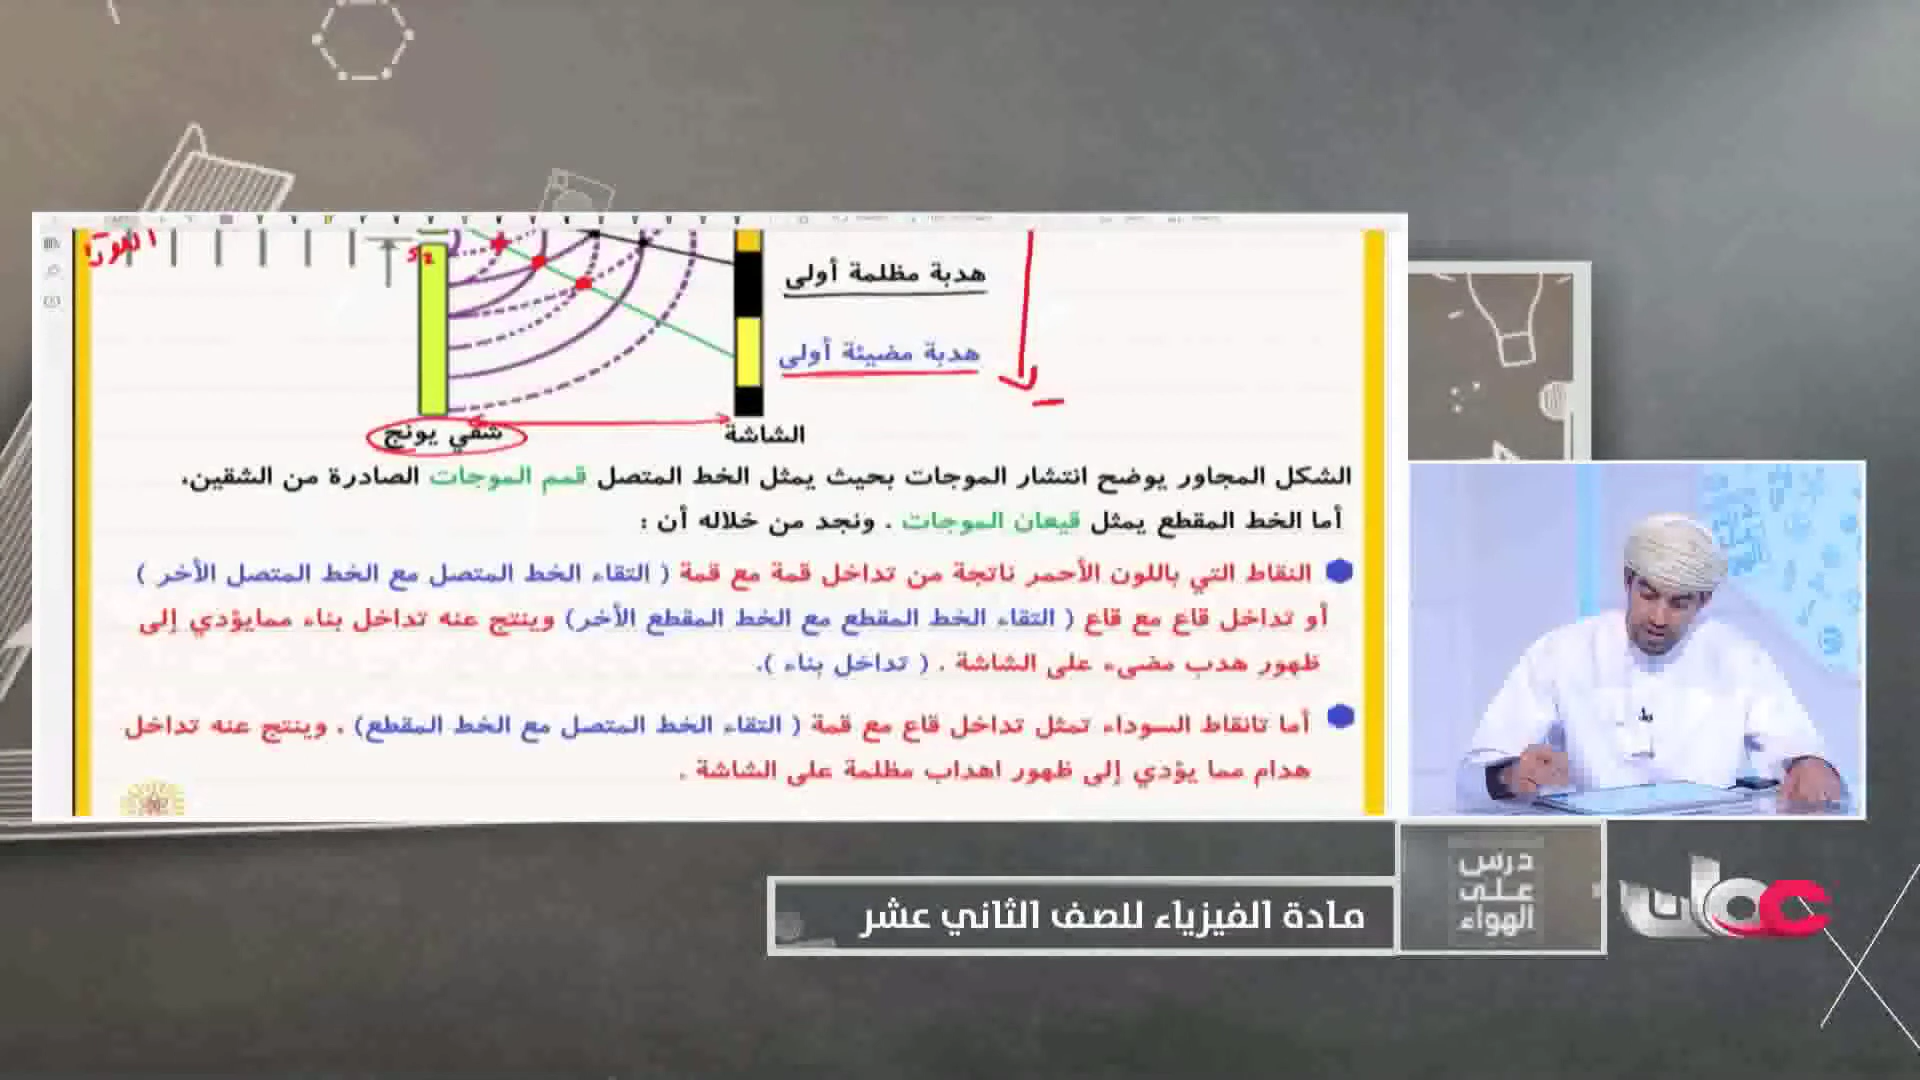 S2
هدبة مظلمة أولى
هدبة مضيئة أولى
شقي يونج
الشاشة
الشكل المجاور يوضح انتشار الموجات بحيث يمثل الخط المتصل قمم الموجات الصادرة من الشقين،
أما الخط المقطع يمثل قيعان الموجات . ونجد من خلاله أن :
النقاط التي باللون الأحمر ناتجة من تداخل قمة مع قمة ( التقاء الخط المتصل مع الخط المتصل الأخر )
أو تداخل قاع مع قاع ( التقاء الخط المقطع مع الخط المقطع الأخر) وينتج عنه تداخل بناء ممايؤدي إلى
ظهور هدب مضيء على الشاشة . ( تداخل بناء ).
أما تانقاط السوداء تمثل تداخل قاع مع قمة ( التقاء الخط المتصل مع الخط المقطع) . وينتج عنه تداخل
هدام مما يؤدي إلى ظهور اهداب مظلمة على الشاشة .
درس
على
الهواء
مادة الفيزياء للصف الثاني عشر